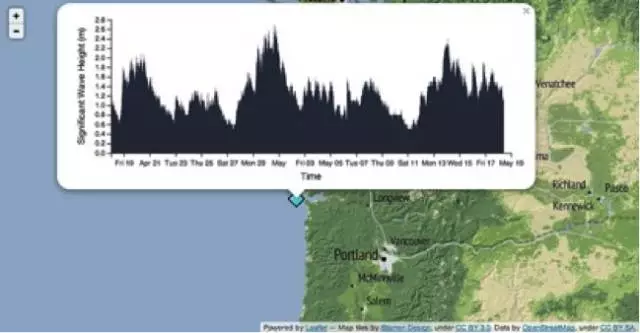 +
×
−
Significant Wave Height (m)
2.8
2.6
2.4
2.2
2.0
1.8
1.6
1.4
1.2
1.0
0.8
0.6
0.4
0.2
0.0
Fri 19 Apr 21 Tue 23 Thu 25 Sat 27 Mon 29 May Fri 03 May 05 Tue 07 Thu 09 Sat 11 Mon 13 Wed 15 Fri 17 May 19
Time
Wenatchee
Richland
Pasco
Kennewick
Longview
Vancouver
Portland
McMinnville
Salem
Powered by Leaflet — Map tiles by Stamen Design, under CC BY 3.0. Data by OpenStreetMap, under CC BY SA.